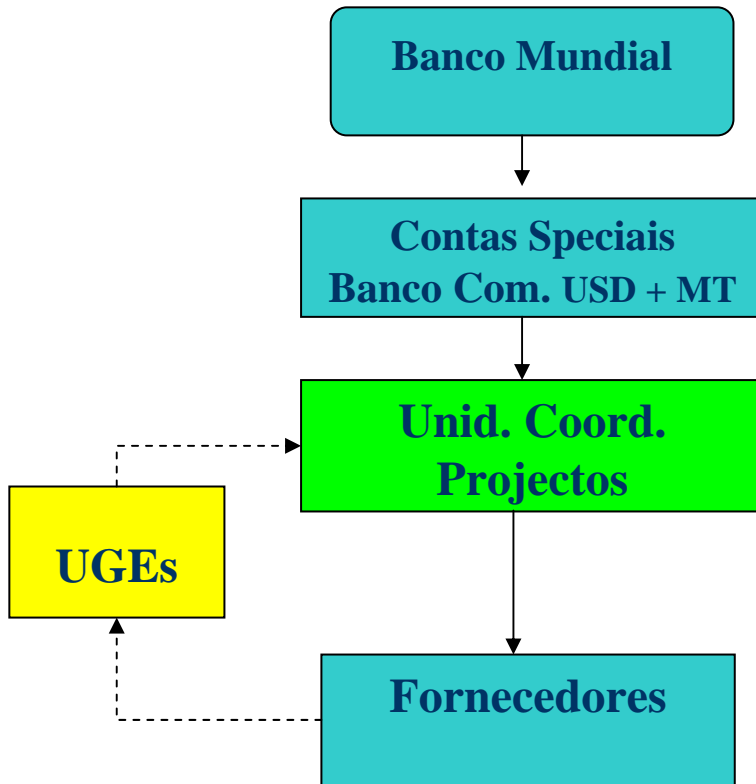 Banco Mundial
Contas Speciais
Banco Com. USD + MT
Unid. Coord.
Projectos
UGEs
Fornecedores